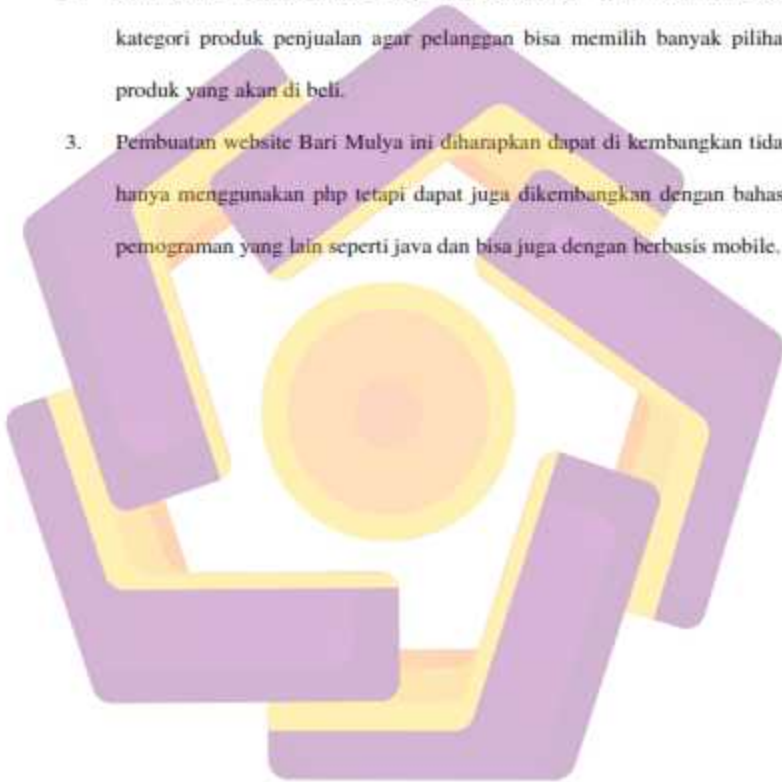 kategori produk penjualan agar pelanggan bisa memilih banyak piliha
produk yang akan di beli.
3. Pembuatan website Bari Mulya ini diharapkan dapat di kembangkan tida
hanya menggunakan php tetapi dapat juga dikembangkan dengan bahas
pemograman yang lain seperti java dan bisa juga dengan berbasis mobile.